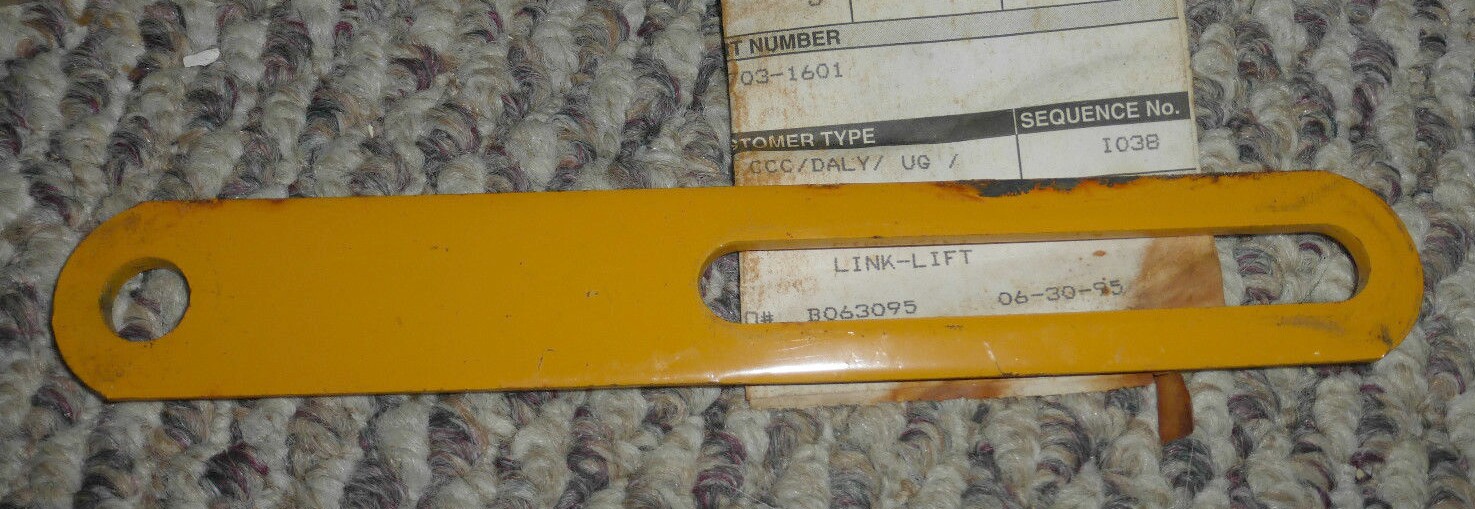 T NUMBER
03-1601
STOMER TYPE
SEQUENCE No.
CCC/DALY/ UG /
I038
LINK-LIFT
O# B063095 06-30-95